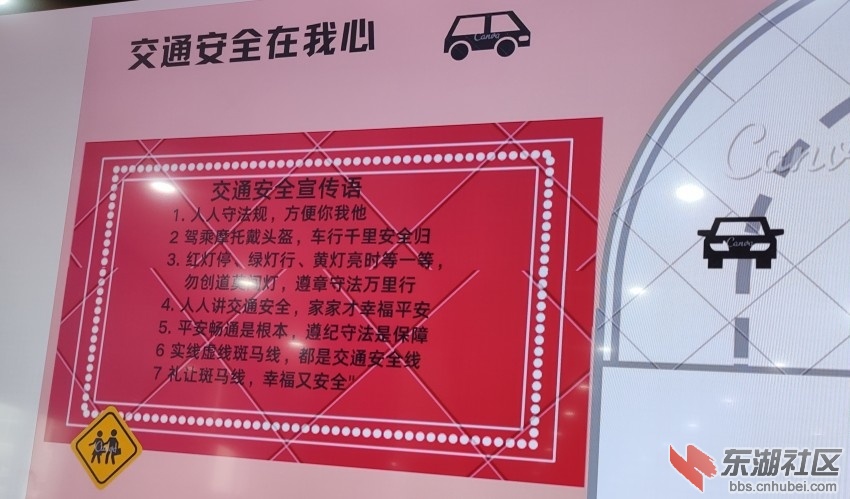 交通安全在我心
Canva
交通安全宣传语
1. 人人守法规，方便你我他
2 驾乘摩托戴头盔，车行千里安全归
3. 红灯停、绿灯行、黄灯亮时等一等，
勿创道莫闯灯，遵章守法万里行
4. 人人讲交通安全，家家才幸福平安
5. 平安畅通是根本，遵纪守法是保障
6 实线虚线斑马线，都是交通安全线
7 礼让斑马线，幸福又安全"
Canva
Canva
东湖社区
bbs.cnhubei.com